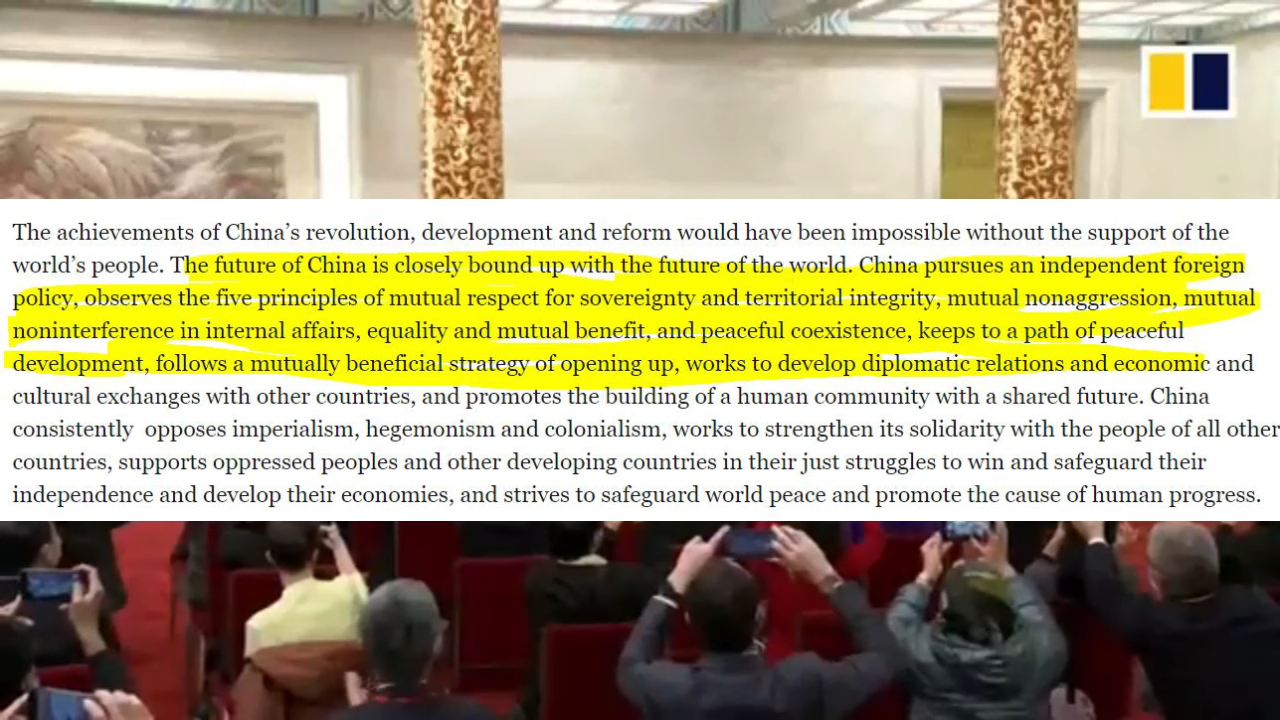 The achievements of China’s revolution, development and reform would have been impossible without the support of the
world’s people. The future of China is closely bound up with the future of the world. China pursues an independent foreign
policy, observes the five principles of mutual respect for sovereignty and territorial integrity, mutual nonaggression, mutual
noninterference in internal affairs, equality and mutual benefit, and peaceful coexistence, keeps to a path of peaceful
development, follows a mutually beneficial strategy of opening up, works to develop diplomatic relations and economic and
cultural exchanges with other countries, and promotes the building of a human community with a shared future. China
consistently  opposes imperialism, hegemonism and colonialism, works to strengthen its solidarity with the people of all other
countries, supports oppressed peoples and other developing countries in their just struggles to win and safeguard their
independence and develop their economies, and strives to safeguard world peace and promote the cause of human progress.